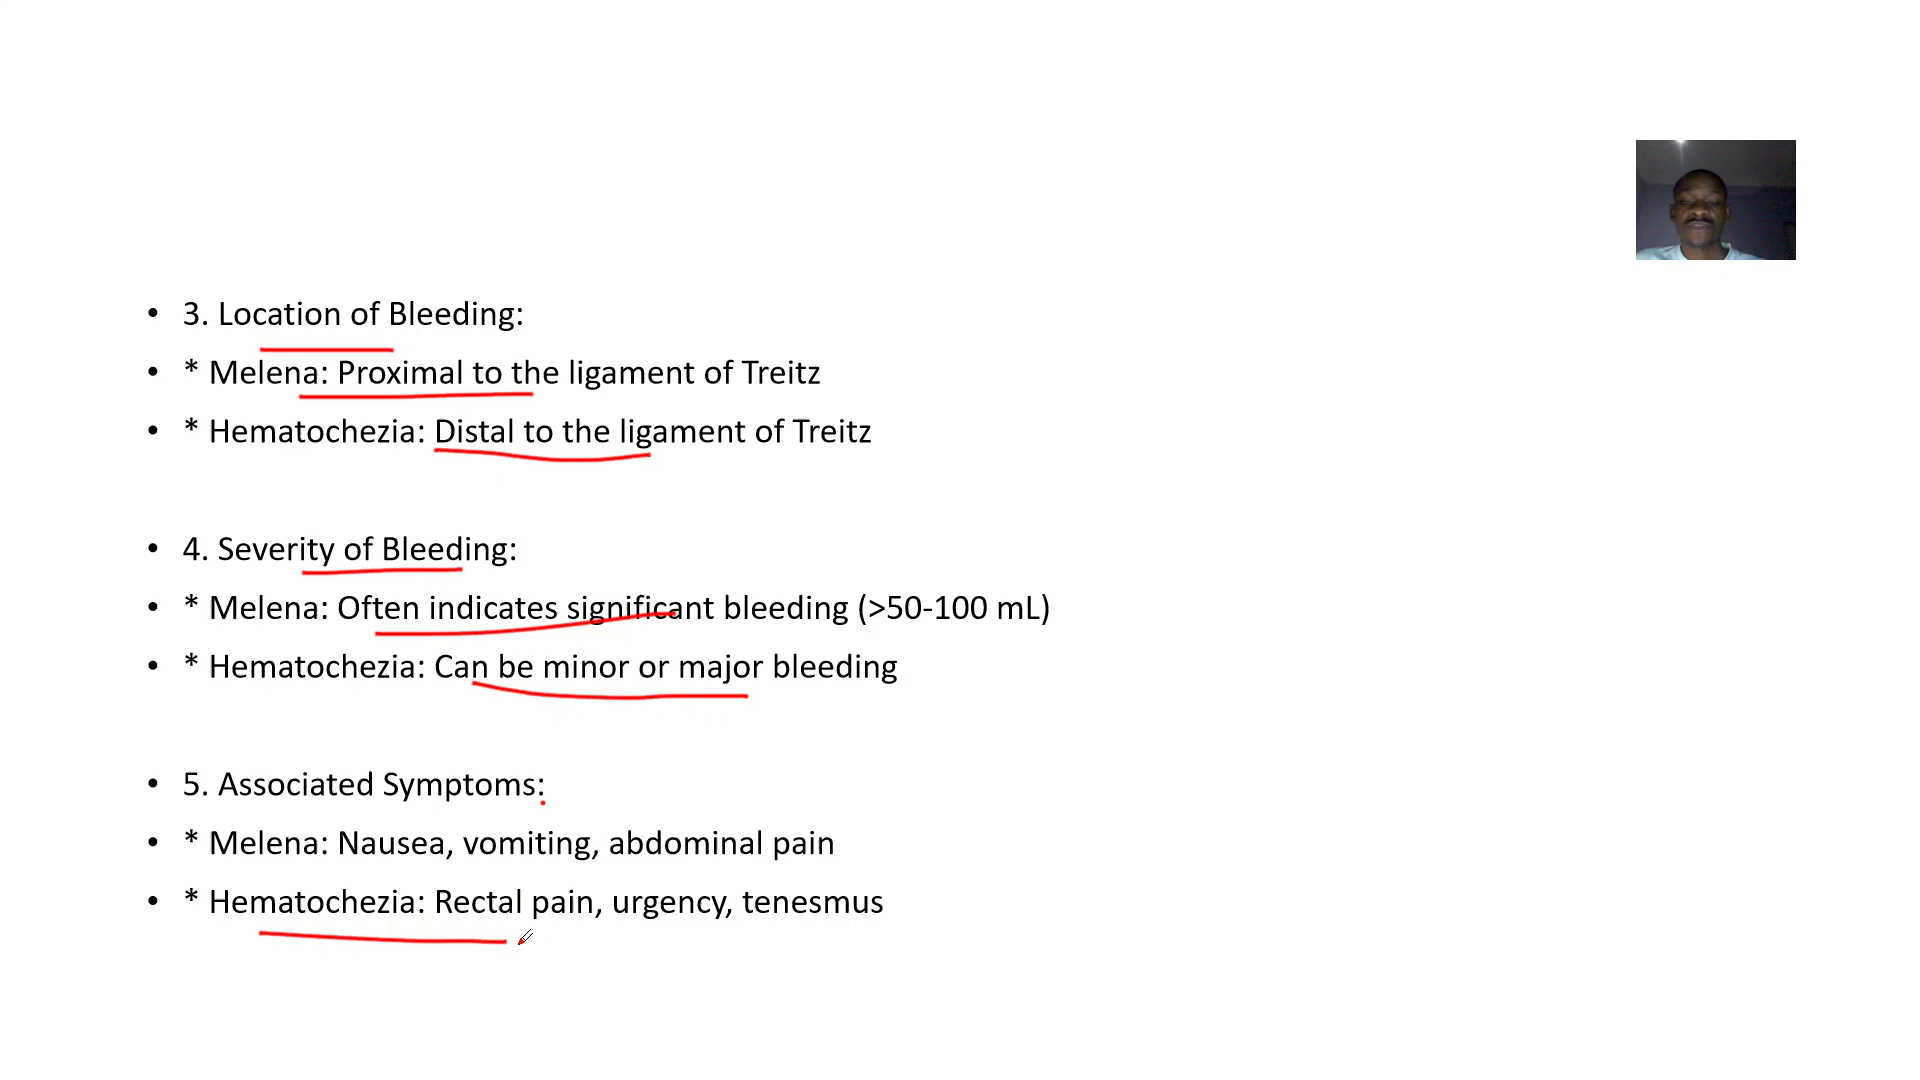 • 3. Location of Bleeding:
• * Melena: Proximal to the ligament of Treitz
• * Hematochezia: Distal to the ligament of Treitz
• 4. Severity of Bleeding:
• * Melena: Often indicates significant bleeding (>50-100 mL)
• * Hematochezia: Can be minor or major bleeding
• 5. Associated Symptoms:
• * Melena: Nausea, vomiting, abdominal pain
• * Hematochezia: Rectal pain, urgency, tenesmus